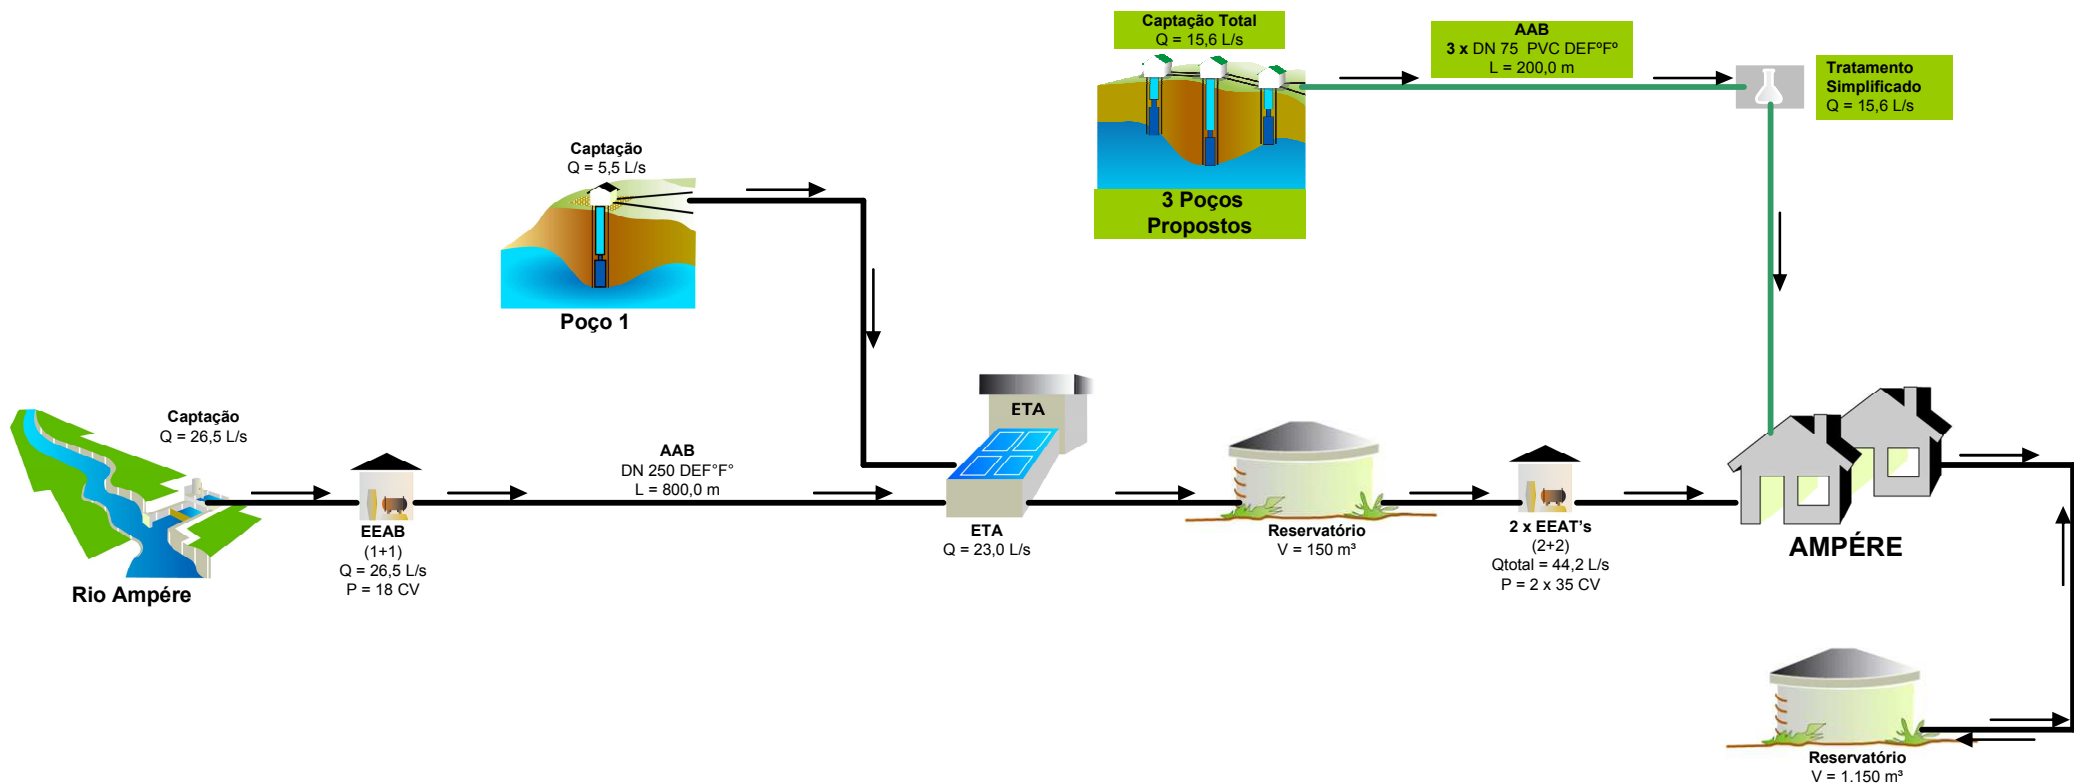 Captação Total
Q = 15,6 L/s
AAB
3 x DN 75 PVC DEFºFº
L = 200,0 m
Tratamento
Simplificado
Q = 15,6 L/s
3 Poços
Propostos
Captação
Q = 5,5 L/s
Poço 1
Captação
Q = 26,5 L/s
Rio Ampére
EEAB
(1+1)
Q = 26,5 L/s
P = 18 CV
AAB
DN 250 DEF°F°
L = 800,0 m
ETA
ETA
Q = 23,0 L/s
Reservatório
V = 150 m³
2 x EEAT's
(2+2)
Qtotal = 44,2 L/s
P = 2 x 35 CV
AMPÉRE
Reservatório
V = 1.150 m³